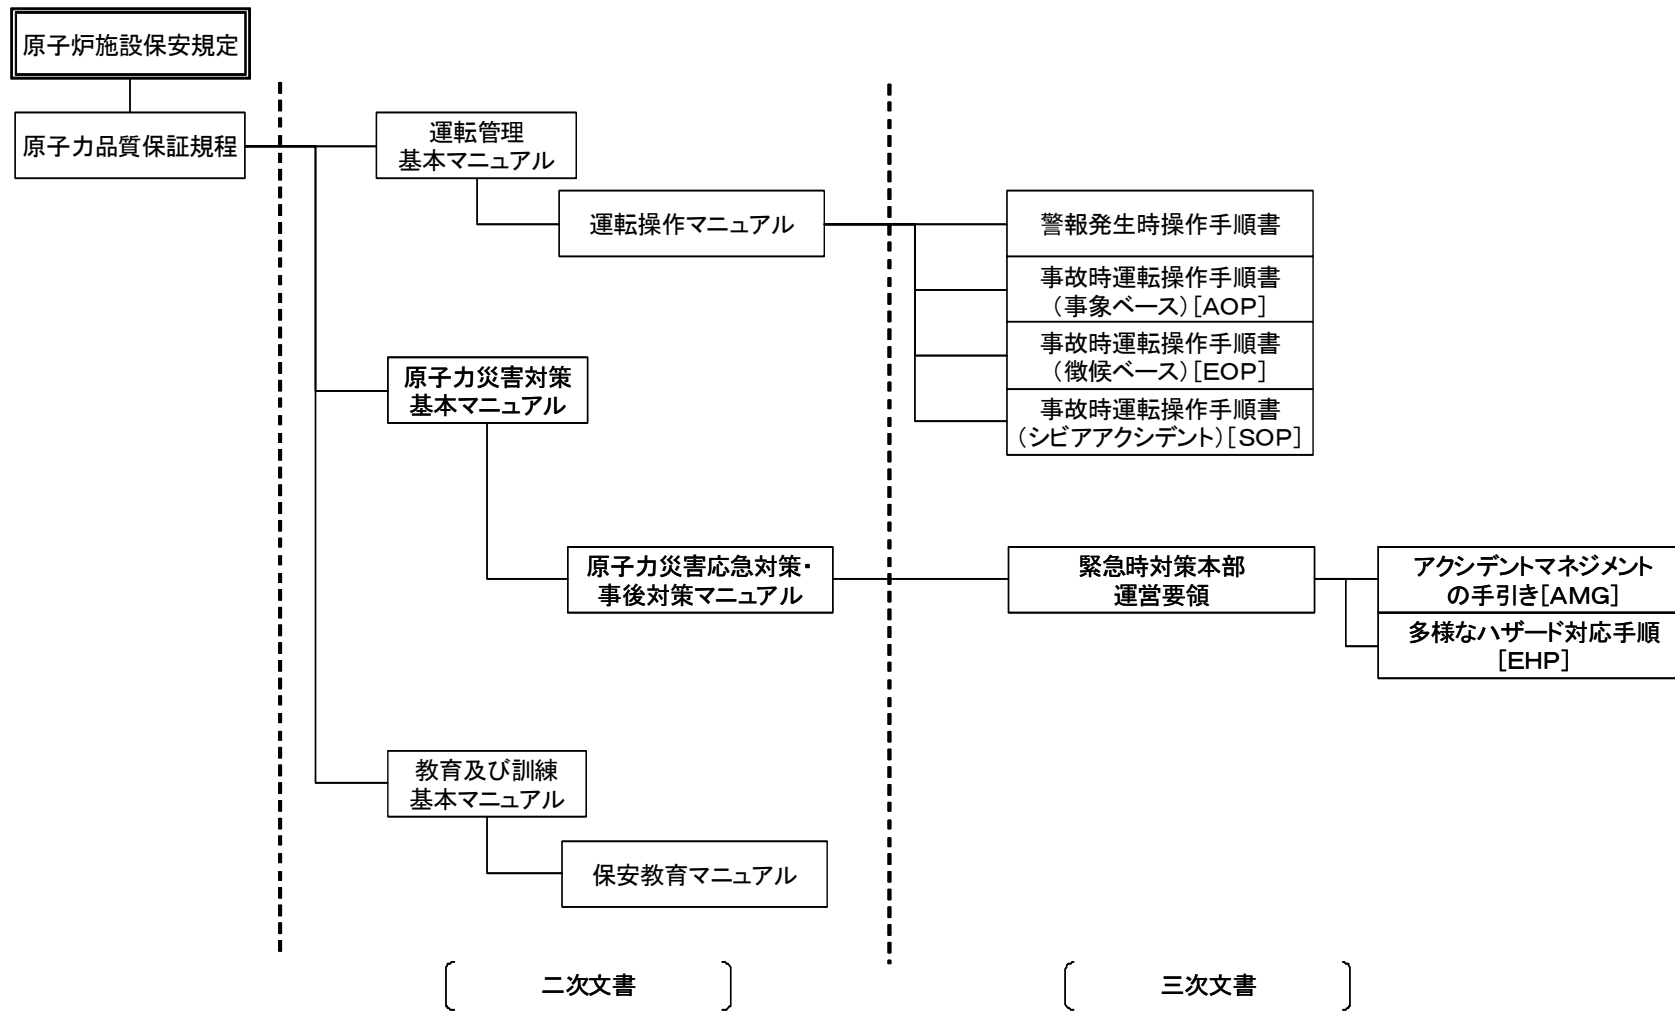 原子炉施設保安規定
原子力品質保証規程
運転管理
基本マニュアル
運転操作マニュアル
警報発生時操作手順書
事故時運転操作手順書
(事象ベース)[AOP]
事故時運転操作手順書
(徴候ベース)[EOP]
事故時運転操作手順書
(シビアアクシデント)[SOP]
原子力災害対策
基本マニュアル
原子力災害応急対策・
事後対策マニュアル
緊急時対策本部
運営要領
アクシデントマネジメント
の手引き[AMG]
多様なハザード対応手順
[EHP]
教育及び訓練
基本マニュアル
保安教育マニュアル
二次文書
三次文書